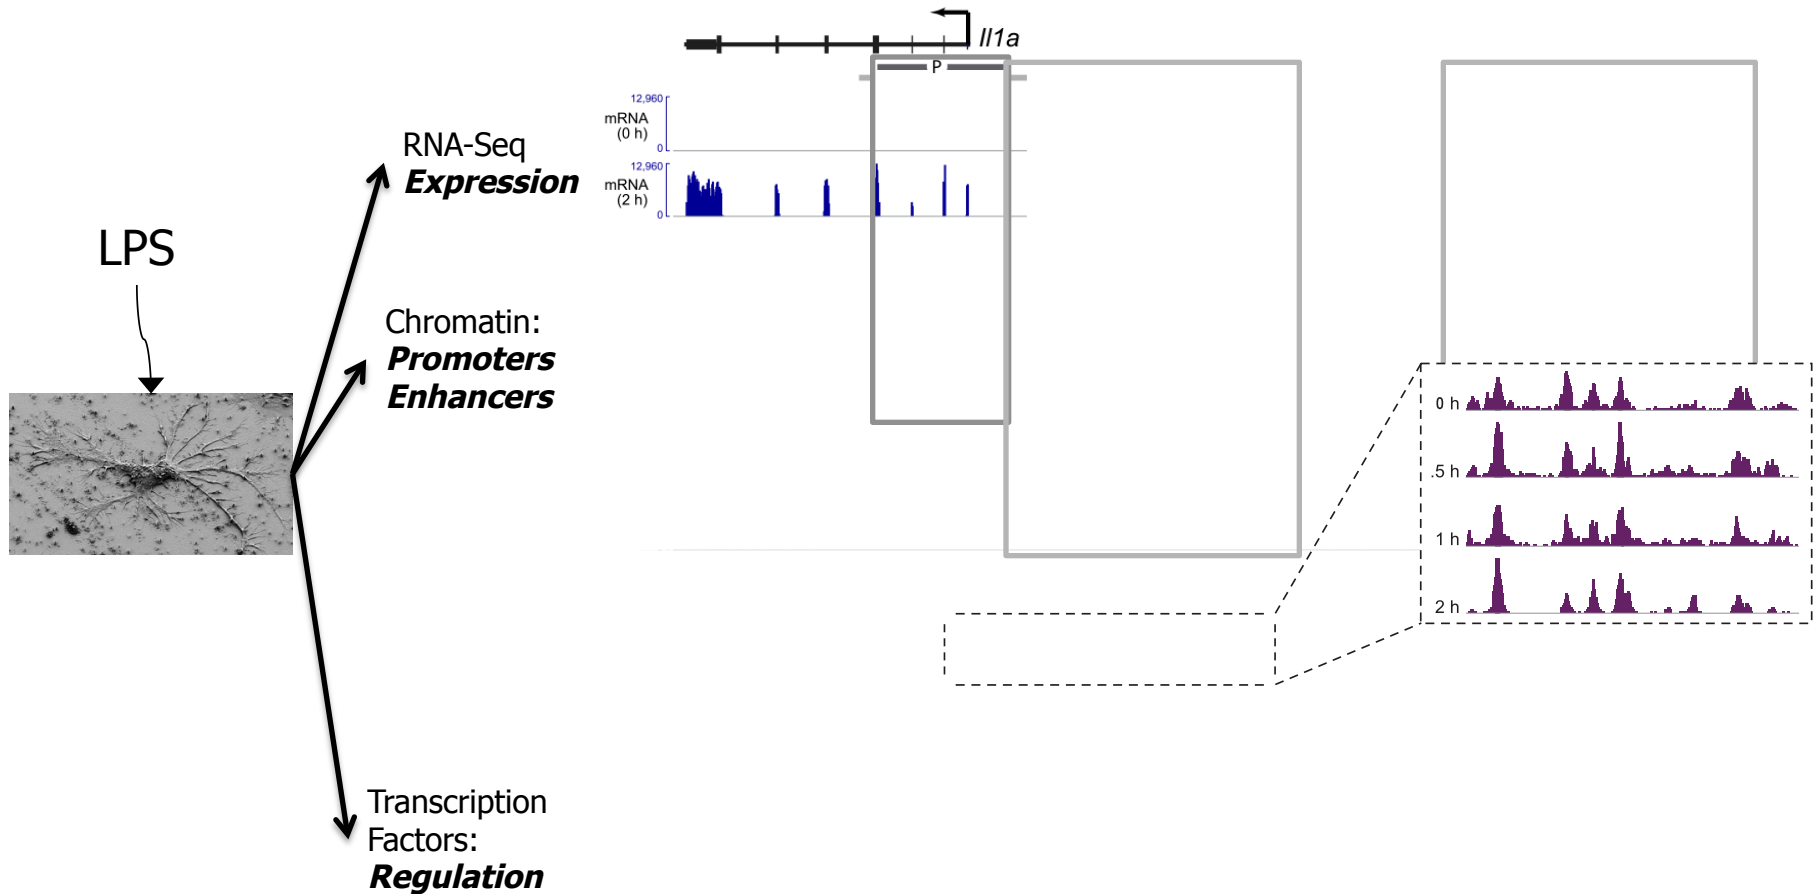 Il1a
P
12,960
mRNA
(0 h)
0
12,960
mRNA
(2 h)
0
RNA-Seq
Expression
LPS
Chromatin:
Promoters
Enhancers
0 h
.5 h
1 h
2 h
Transcription
Factors:
Regulation